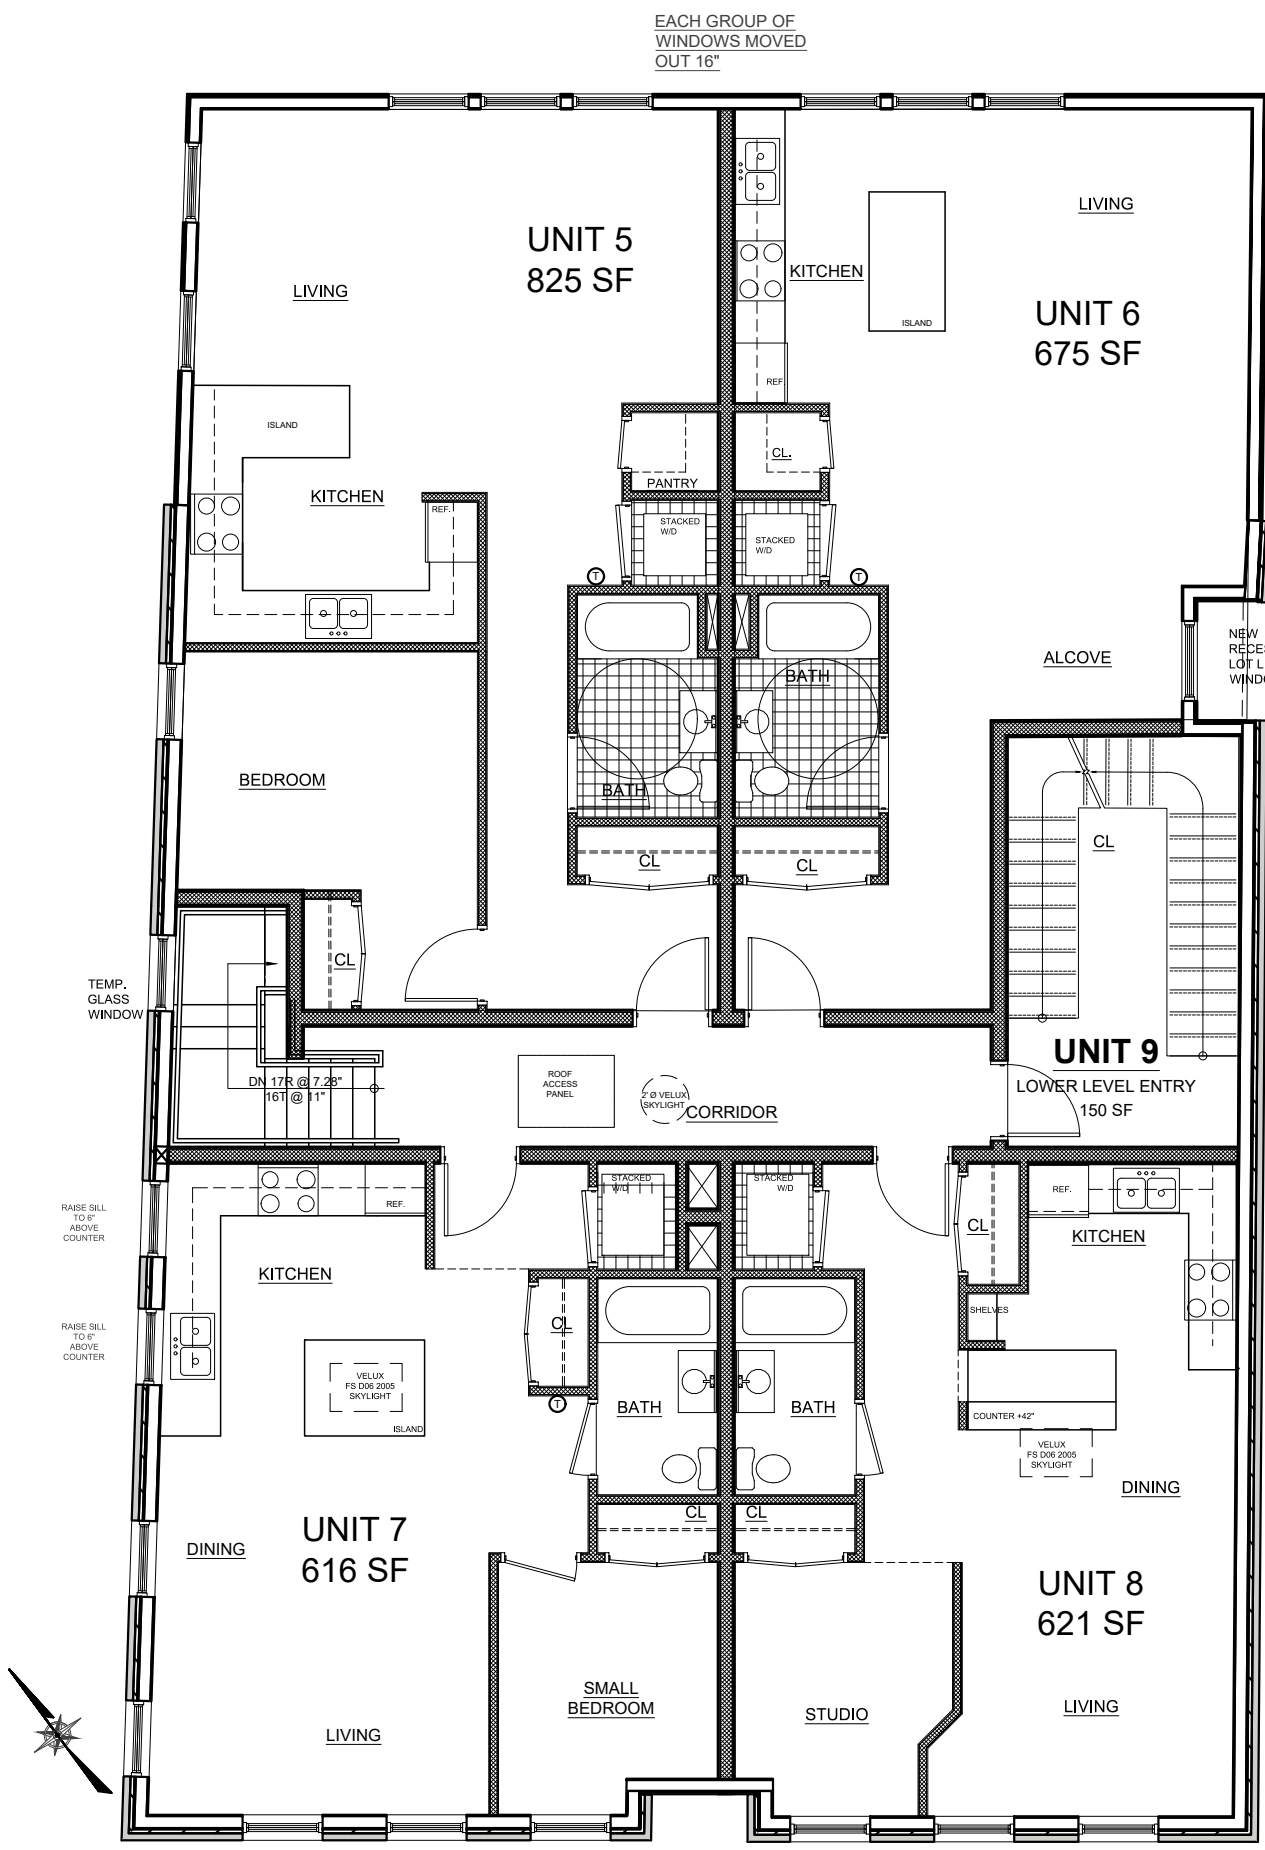 EACH GROUP OF
WINDOWS MOVED
OUT 16"
UNIT 5
825 SF
LIVING
ISLAND
KITCHEN
REF.
PANTRY
STACKED
W/D
T
BATH
CL
BEDROOM
CL
LIVING
KITCHEN
ISLAND
REF.
UNIT 6
675 SF
CL.
STACKED
W/D
T
BATH
CL
ALCOVE
NEW
LOT L
CL
TEMP.
GLASS
WINDOW
DN 17R @ 7.28"
16T @ 11"
ROOF
ACCESS
PANEL
2' Ø VELUX
SKYLIGHT
CORRIDOR
UNIT 9
LOWER LEVEL ENTRY
150 SF
RAISE SILL
TO 6"
ABOVE
COUNTER
RAISE SILL
TO 6"
ABOVE
COUNTER
REF.
KITCHEN
STACKED
W/D
CL
VELUX
FS D06 2005
SKYLIGHT
ISLAND
T
BATH
CL
DINING
UNIT 7
616 SF
LIVING
SMALL
BEDROOM
STACKED
W/D
CL
REF.
KITCHEN
SHELVES
COUNTER +42"
VELUX
FS D06 2005
SKYLIGHT
BATH
CL
DINING
UNIT 8
621 SF
STUDIO
LIVING